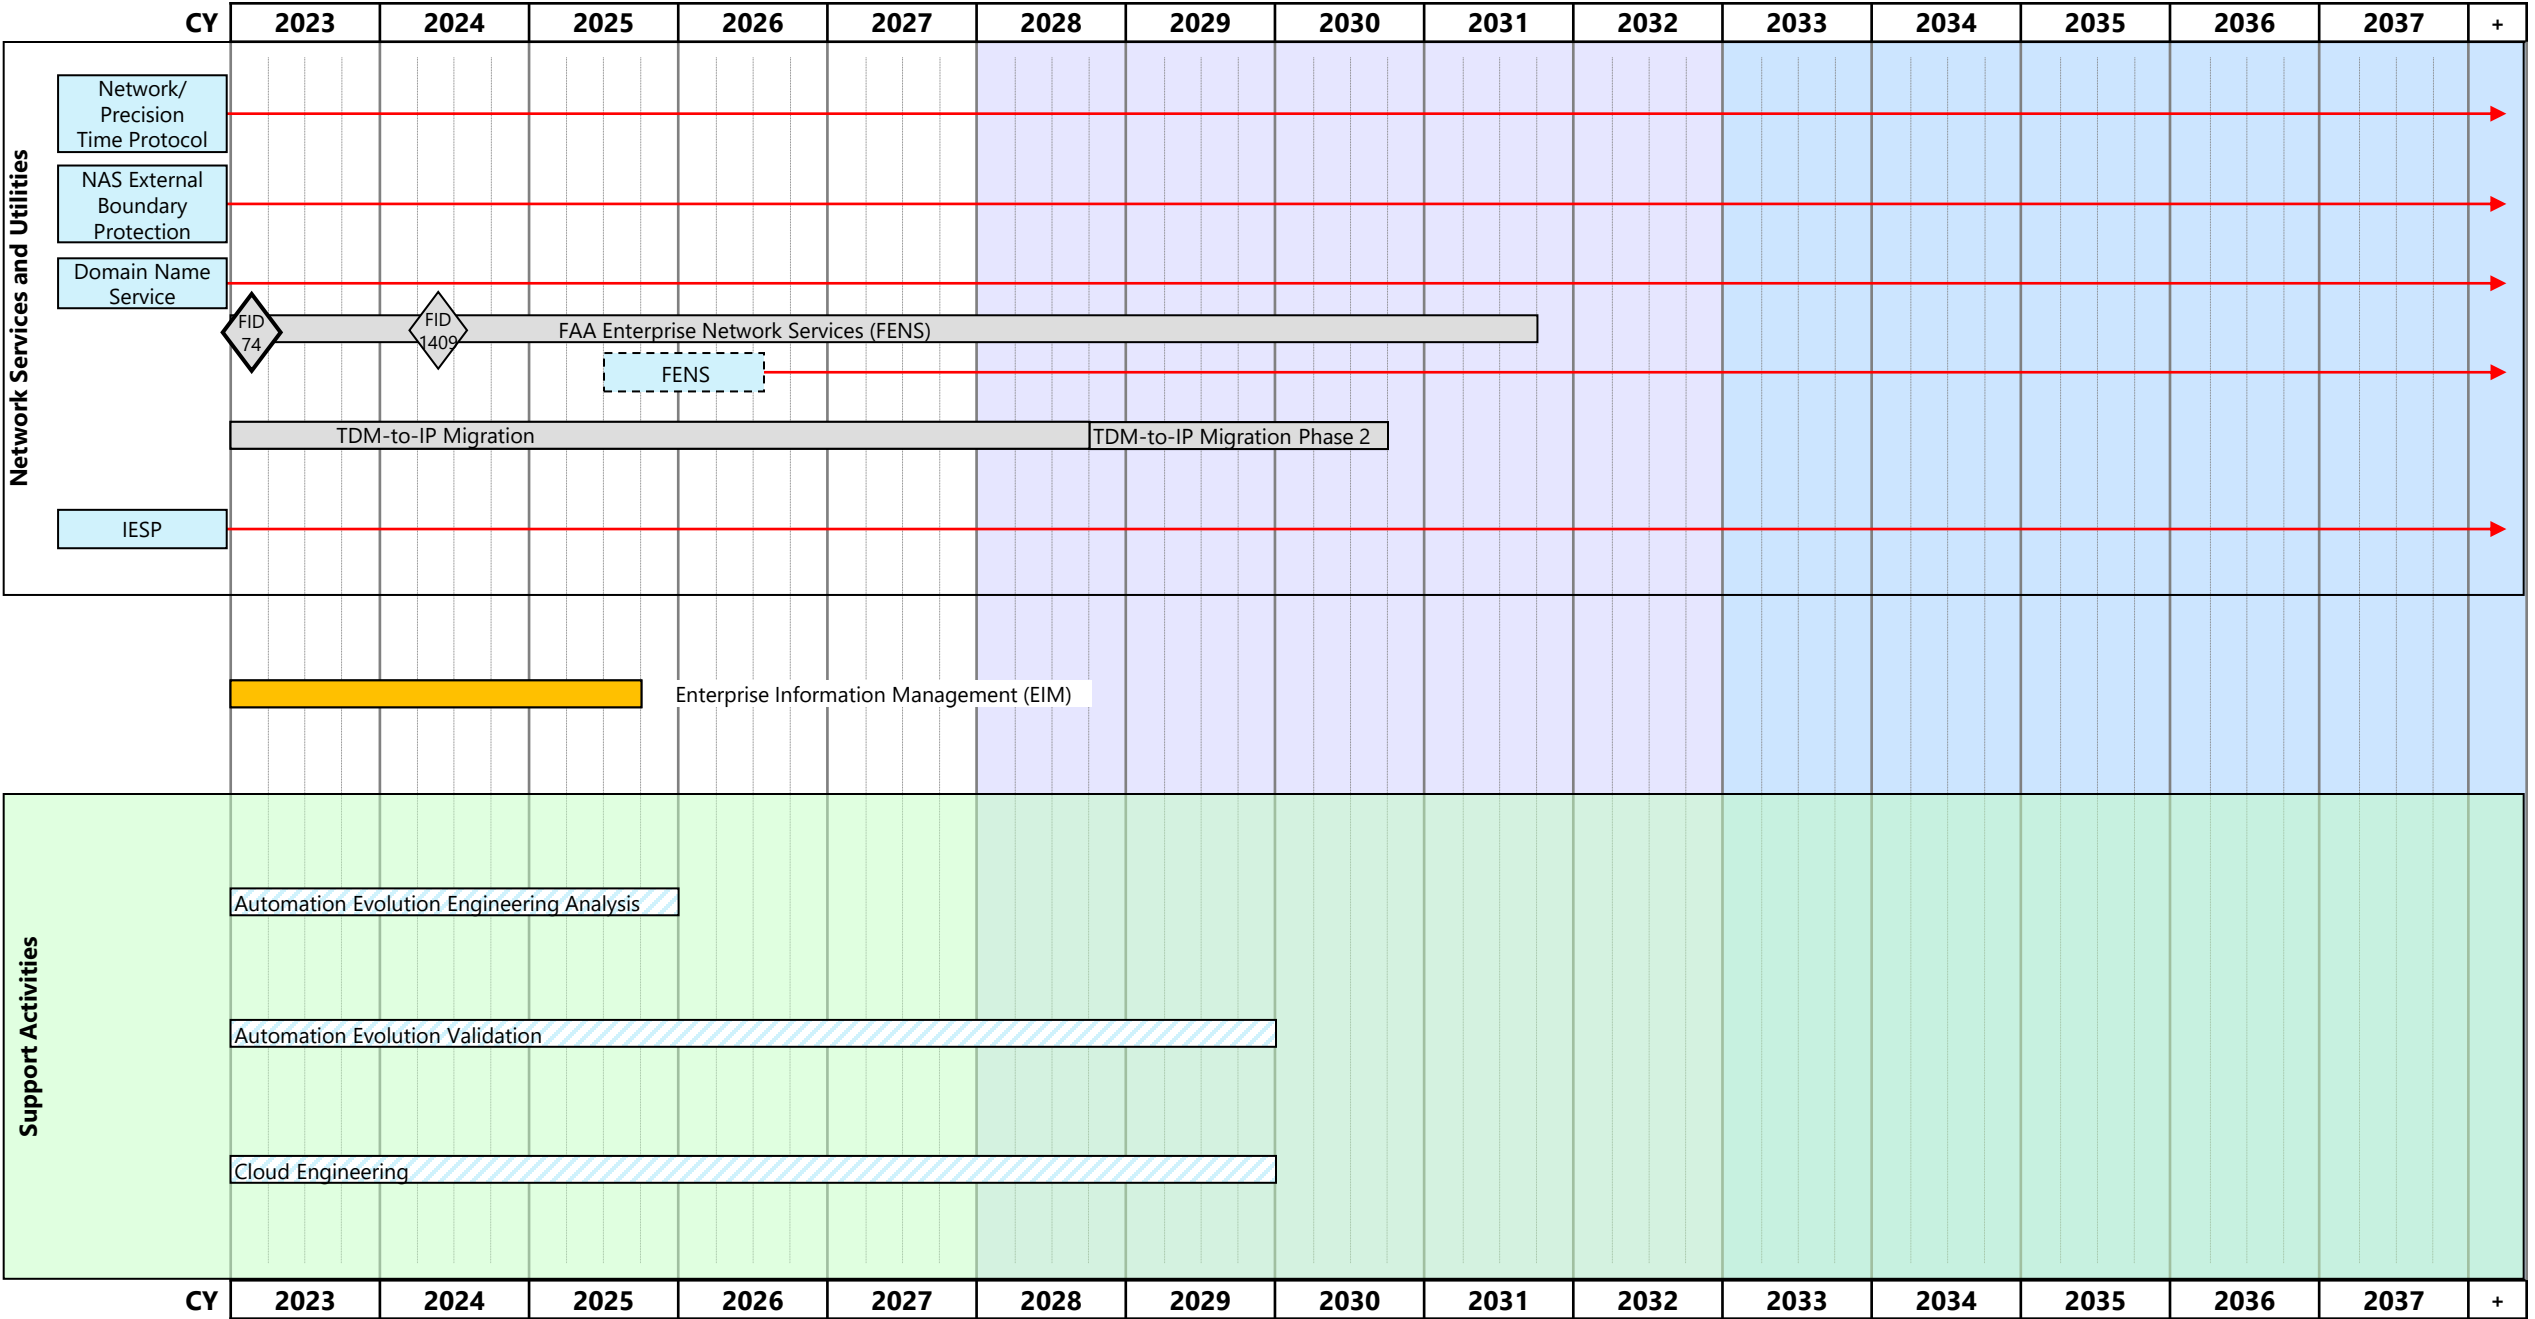 CY 2023 2024 2025 2026 2027 2028 2029 2030 2031 2032 2033 2034 2035 2036 2037 +
Network Services and Utilities
Network/
Precision
Time Protocol
NAS External
Boundary
Protection
Domain Name
Service
FID
74
FID
1409
FAA Enterprise Network Services (FENS)
FENS
TDM-to-IP Migration
TDM-to-IP Migration Phase 2
IESP
Enterprise Information Management (EIM)
Support Activities
Automation Evolution Engineering Analysis
Automation Evolution Validation
Cloud Engineering
CY 2023 2024 2025 2026 2027 2028 2029 2030 2031 2032 2033 2034 2035 2036 2037 +